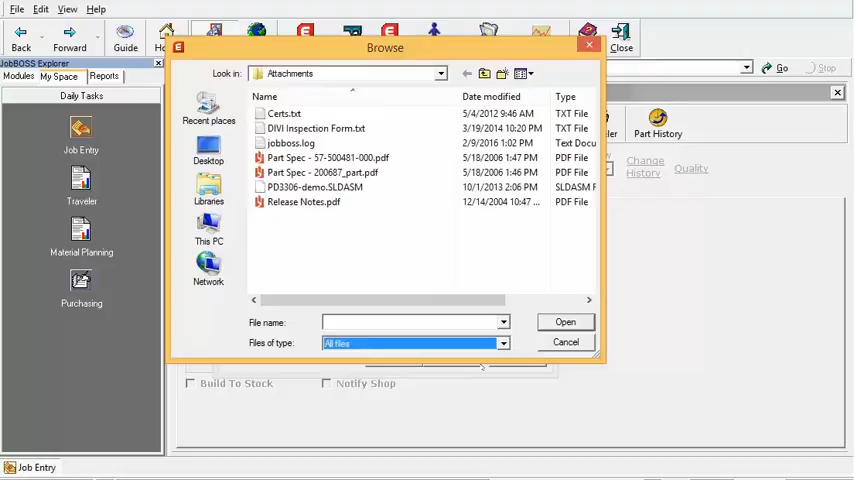 File Edit View Help
Back Forward Guide Close
Browse
JobBOSS Explorer
Modules My Space Reports
Daily Tasks
Job Entry
Traveler
Material Planning
Purchasing
Look in: Attachments
Recent places
Desktop
Libraries
This PC
Network
Name Date modified Type
Certs.txt 5/4/2012 9:46 AM TXT File
DIVI Inspection Form.txt 3/19/2014 10:20 PM TXT File
jobboss.log 2/9/2016 1:02 PM Text Docu
Part Spec - 57-500481-000.pdf 5/18/2006 1:47 PM PDF File
Part Spec - 200687_part.pdf 5/18/2006 1:46 PM PDF File
PD3306-demo.SLDASM 10/1/2013 2:06 PM SLDASM F
Release Notes.pdf 12/14/2004 10:47 ... PDF File
File name: Open
Files of type: All files Cancel
Go Stop
Part History
Change
History
Quality
Build To Stock Notify Shop
Job Entry